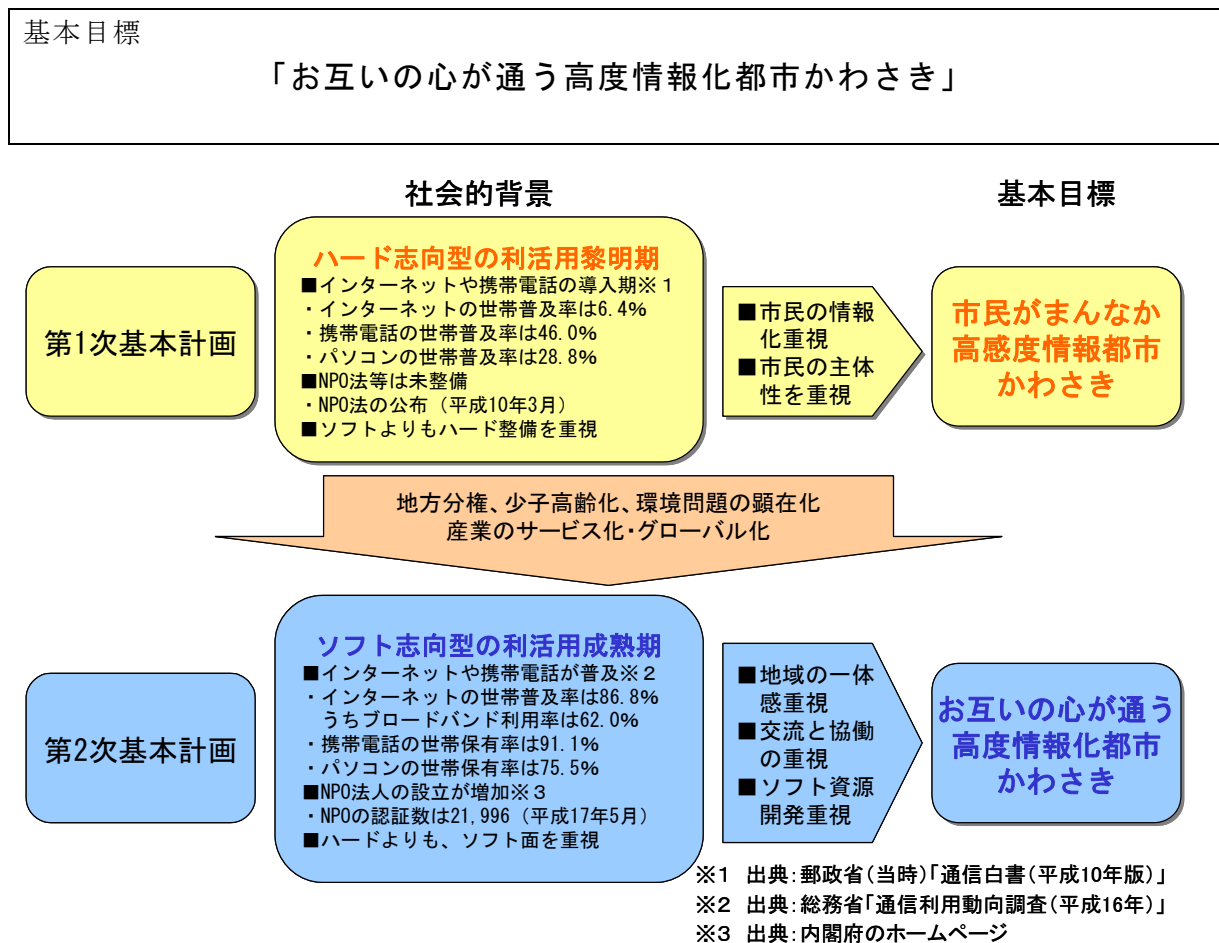 基本目標
「お互いの心が通う高度情報化都市かわさき」
社会的背景
基本目標
第1次基本計画
ハード志向型の利活用黎明期
■インターネットや携帯電話の導入期※1
・インターネットの世帯普及率は6.4%
・携帯電話の世帯普及率は46.0%
・パソコンの世帯普及率は28.8%
■NPO法等は未整備
・NPO法の公布（平成10年3月）
■ソフトよりもハード整備を重視
■市民の情報
化重視
■市民の主体
性を重視
市民がまんなか
高感度情報都市
かわさき
地方分権、少子高齢化、環境問題の顕在化
産業のサービス化・グローバル化
第2次基本計画
ソフト志向型の利活用成熟期
■インターネットや携帯電話が普及※2
・インターネットの世帯普及率は86.8%
うちブロードバンド利用率は62.0%
・携帯電話の世帯保有率は91.1%
・パソコンの世帯保有率は75.5%
■NPO法人の設立が増加※3
・NPOの認証数は21,996（平成17年5月）
■ハードよりも、ソフト面を重視
■地域の一体
感重視
■交流と協働
の重視
■ソフト資源
開発重視
お互いの心が通う
高度情報化都市
かわさき
※1 出典：郵政省（当時）「通信白書（平成10年版）」
※2 出典：総務省「通信利用動向調査（平成16年）」
※3 出典：内閣府のホームページ